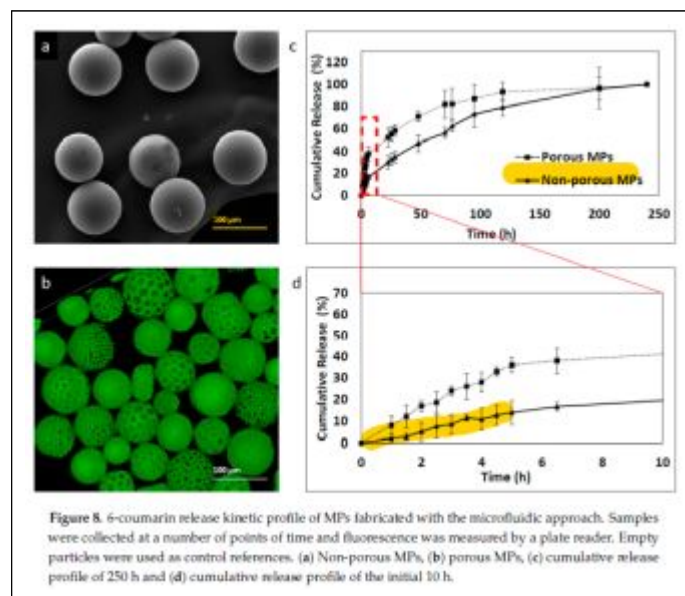 a
100µm
b
100µm
c
Cumulative Release (%)
120
100
80
60
40
20
0
Porous MPs
Non-porous MPs
0 50 100 150 200 250
Time (h)
d
Cumulative Release (%)
70
60
50
40
30
20
10
0
0 2 4 6 8 10
Time (h)
Figure 8. 6-coumarin release kinetic profile of MPs fabricated with the microfluidic approach. Samples
were collected at a number of points of time and fluorescence was measured by a plate reader. Empty
particles were used as control references. (a) Non-porous MPs, (b) porous MPs, (c) cumulative release
profile of 250 h and (d) cumulative release profile of the initial 10 h.